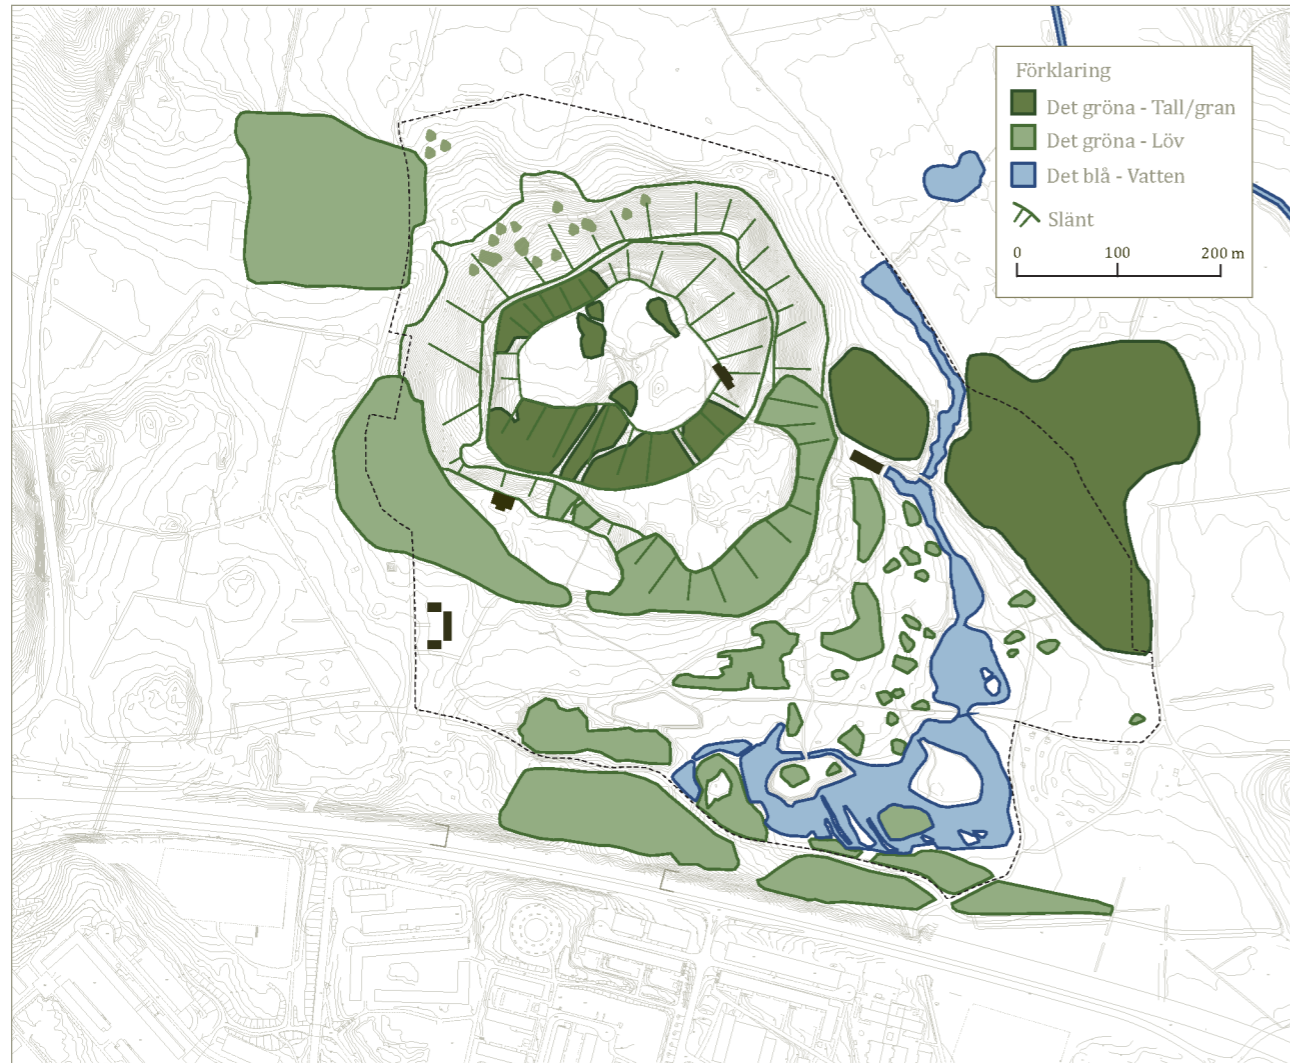 Förklaring
Det gröna - Tall/gran
Det gröna - Löv
Det blå - Vatten
Slänt
0 100 200 m